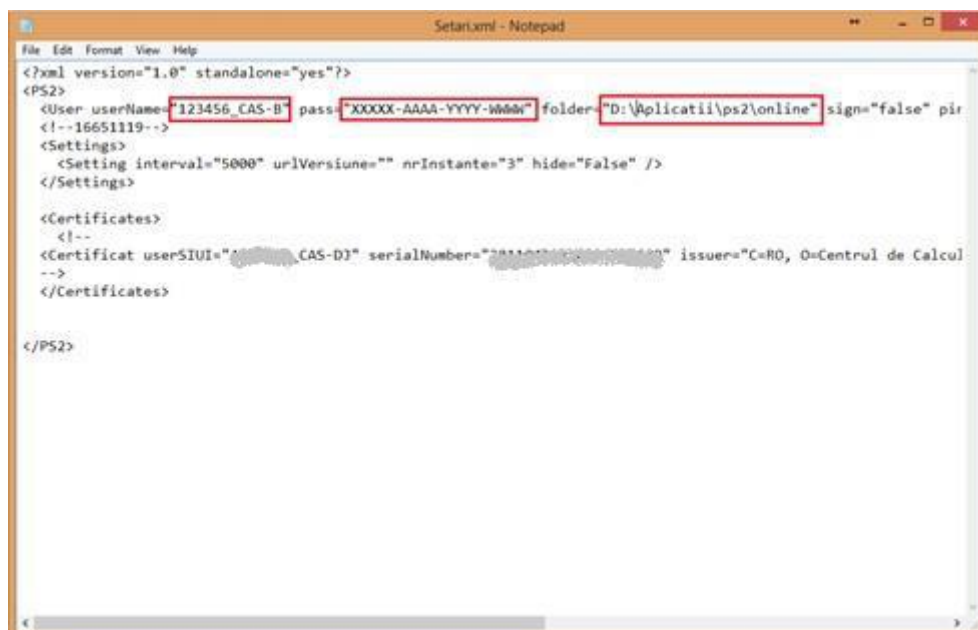 Setari.xml - Notepad
File Edit Format View Help
<?xml version="1.0" standalone="yes"?>
<PS2>
<User userName="123456_CAS-B" pass="XXXXX-AAAA-YYYY-WWWW" folder="D:\Aplicatii\ps2\online" sign="false" pin
<!--16651119-->
<Settings>
<Setting interval="5000" urlVersiune="" nrInstante="3" hide="False" />
</Settings>
<Certificates>
<!--
<Certificat userSIUI=" CAS-DJ" serialNumber=" " issuer="C=RO, O=Centrul de Calcul
-->
</Certificates>
</PS2>